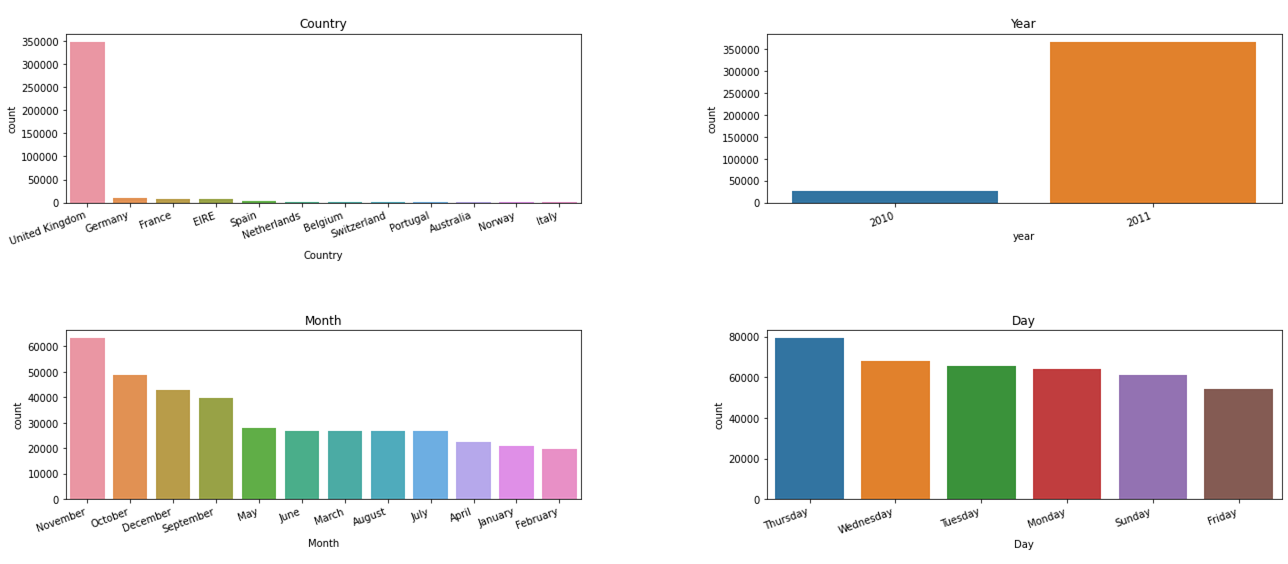 Country
350000
300000
250000
200000
150000
100000
50000
0
count
United Kingdom
Germany
France
EIRE
Spain
Netherlands
Belgium
Switzerland
Portugal
Australia
Norway
Italy
Country
Year
350000
300000
250000
200000
150000
100000
50000
0
count
2010
2011
year
Month
60000
50000
40000
30000
20000
10000
0
count
November
October
December
September
May
June
March
August
July
April
January
February
Month
Day
80000
60000
40000
20000
0
count
Thursday
Wednesday
Tuesday
Monday
Sunday
Friday
Day